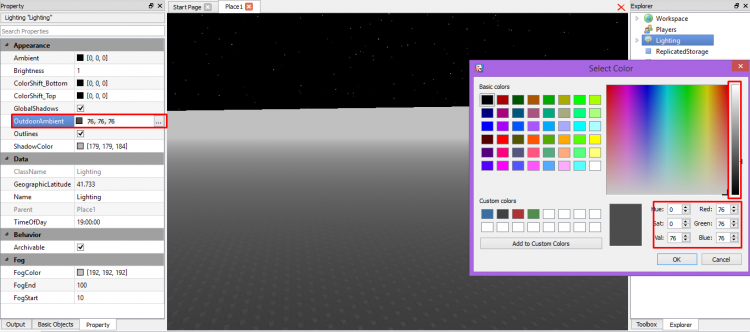 Property
Lighting "Lighting"
Search Properties
Appearance
Ambient [0, 0, 0]
Brightness 1
ColorShift_Bottom [0, 0, 0]
ColorShift_Top [0, 0, 0]
GlobalShadows
OutdoorAmbient 76, 76, 76 ...
Outlines
ShadowColor [179, 179, 184]
Data
ClassName Lighting
GeographicLatitude 41.733
Name Lighting
Parent Place1
TimeOfDay 19:00:00
Behavior
Archivable
Fog
FogColor [192, 192, 192]
FogEnd 100
FogStart 10
Output Basic Objects Property
Start Page Place1
Explorer
Workspace
Players
Lighting
ReplicatedStorage
Select Color
Basic colors
Custom colors
Add to Custom Colors
Hue: 0 Red: 76
Sat: 0 Green: 76
Val: 76 Blue: 76
OK Cancel
Toolbox Explorer